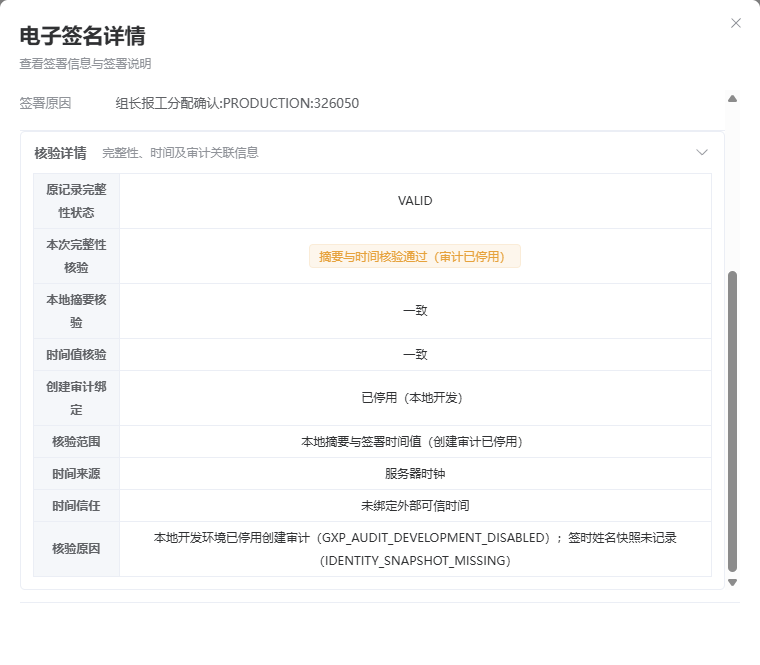 电子签名详情
查看签署信息与签署说明
签署原因 组长报工分配确认:PRODUCTION:326050
核验详情 完整性、时间及审计关联信息
原记录完整
性状态
VALID
本次完整性
核验
摘要与时间核验通过（审计已停用）
本地摘要核
验
一致
时间值核验 一致
创建审计绑
定
已停用（本地开发）
核验范围 本地摘要与签署时间值（创建审计已停用）
时间来源 服务器时钟
时间信任 未绑定外部可信时间
核验原因
本地开发环境已停用创建审计（GXP_AUDIT_DEVELOPMENT_DISABLED）；签时姓名快照未记录
（IDENTITY_SNAPSHOT_MISSING）